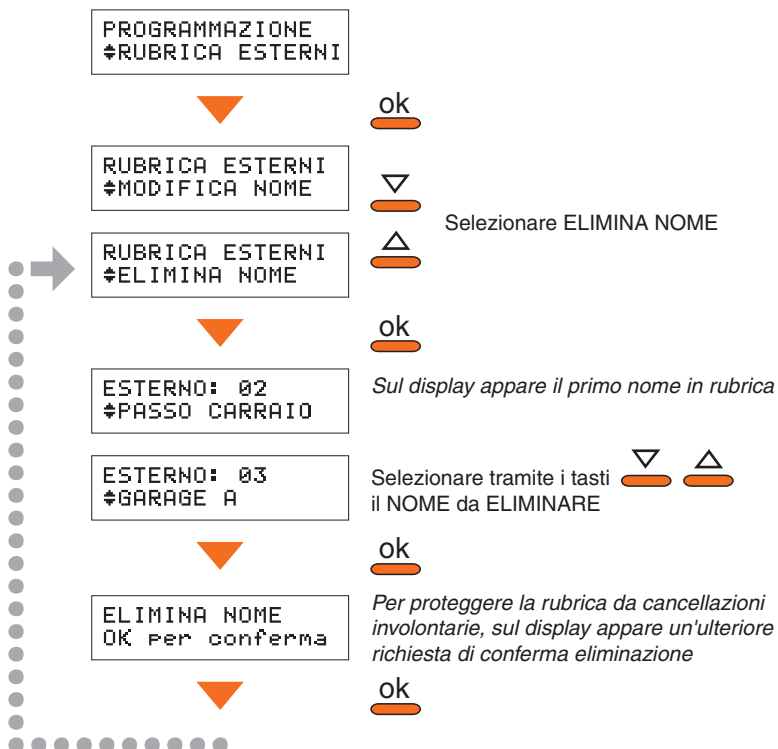 PROGRAMMAZIONE
RUBRICA ESTERNI
ok
RUBRICA ESTERNI
MODIFICA NOME
Selezionare ELIMINA NOME
RUBRICA ESTERNI
ELIMINA NOME
ok
ESTERNO: 02
PASSO CARRAIO
Sul display appare il primo nome in rubrica
ESTERNO: 03
GARAGE A
Selezionare tramite i tasti
il NOME da ELIMINARE
ok
ELIMINA NOME
OK per conferma
Per proteggere la rubrica da cancellazioni
involontarie, sul display appare un'ulteriore
richiesta di conferma eliminazione
ok